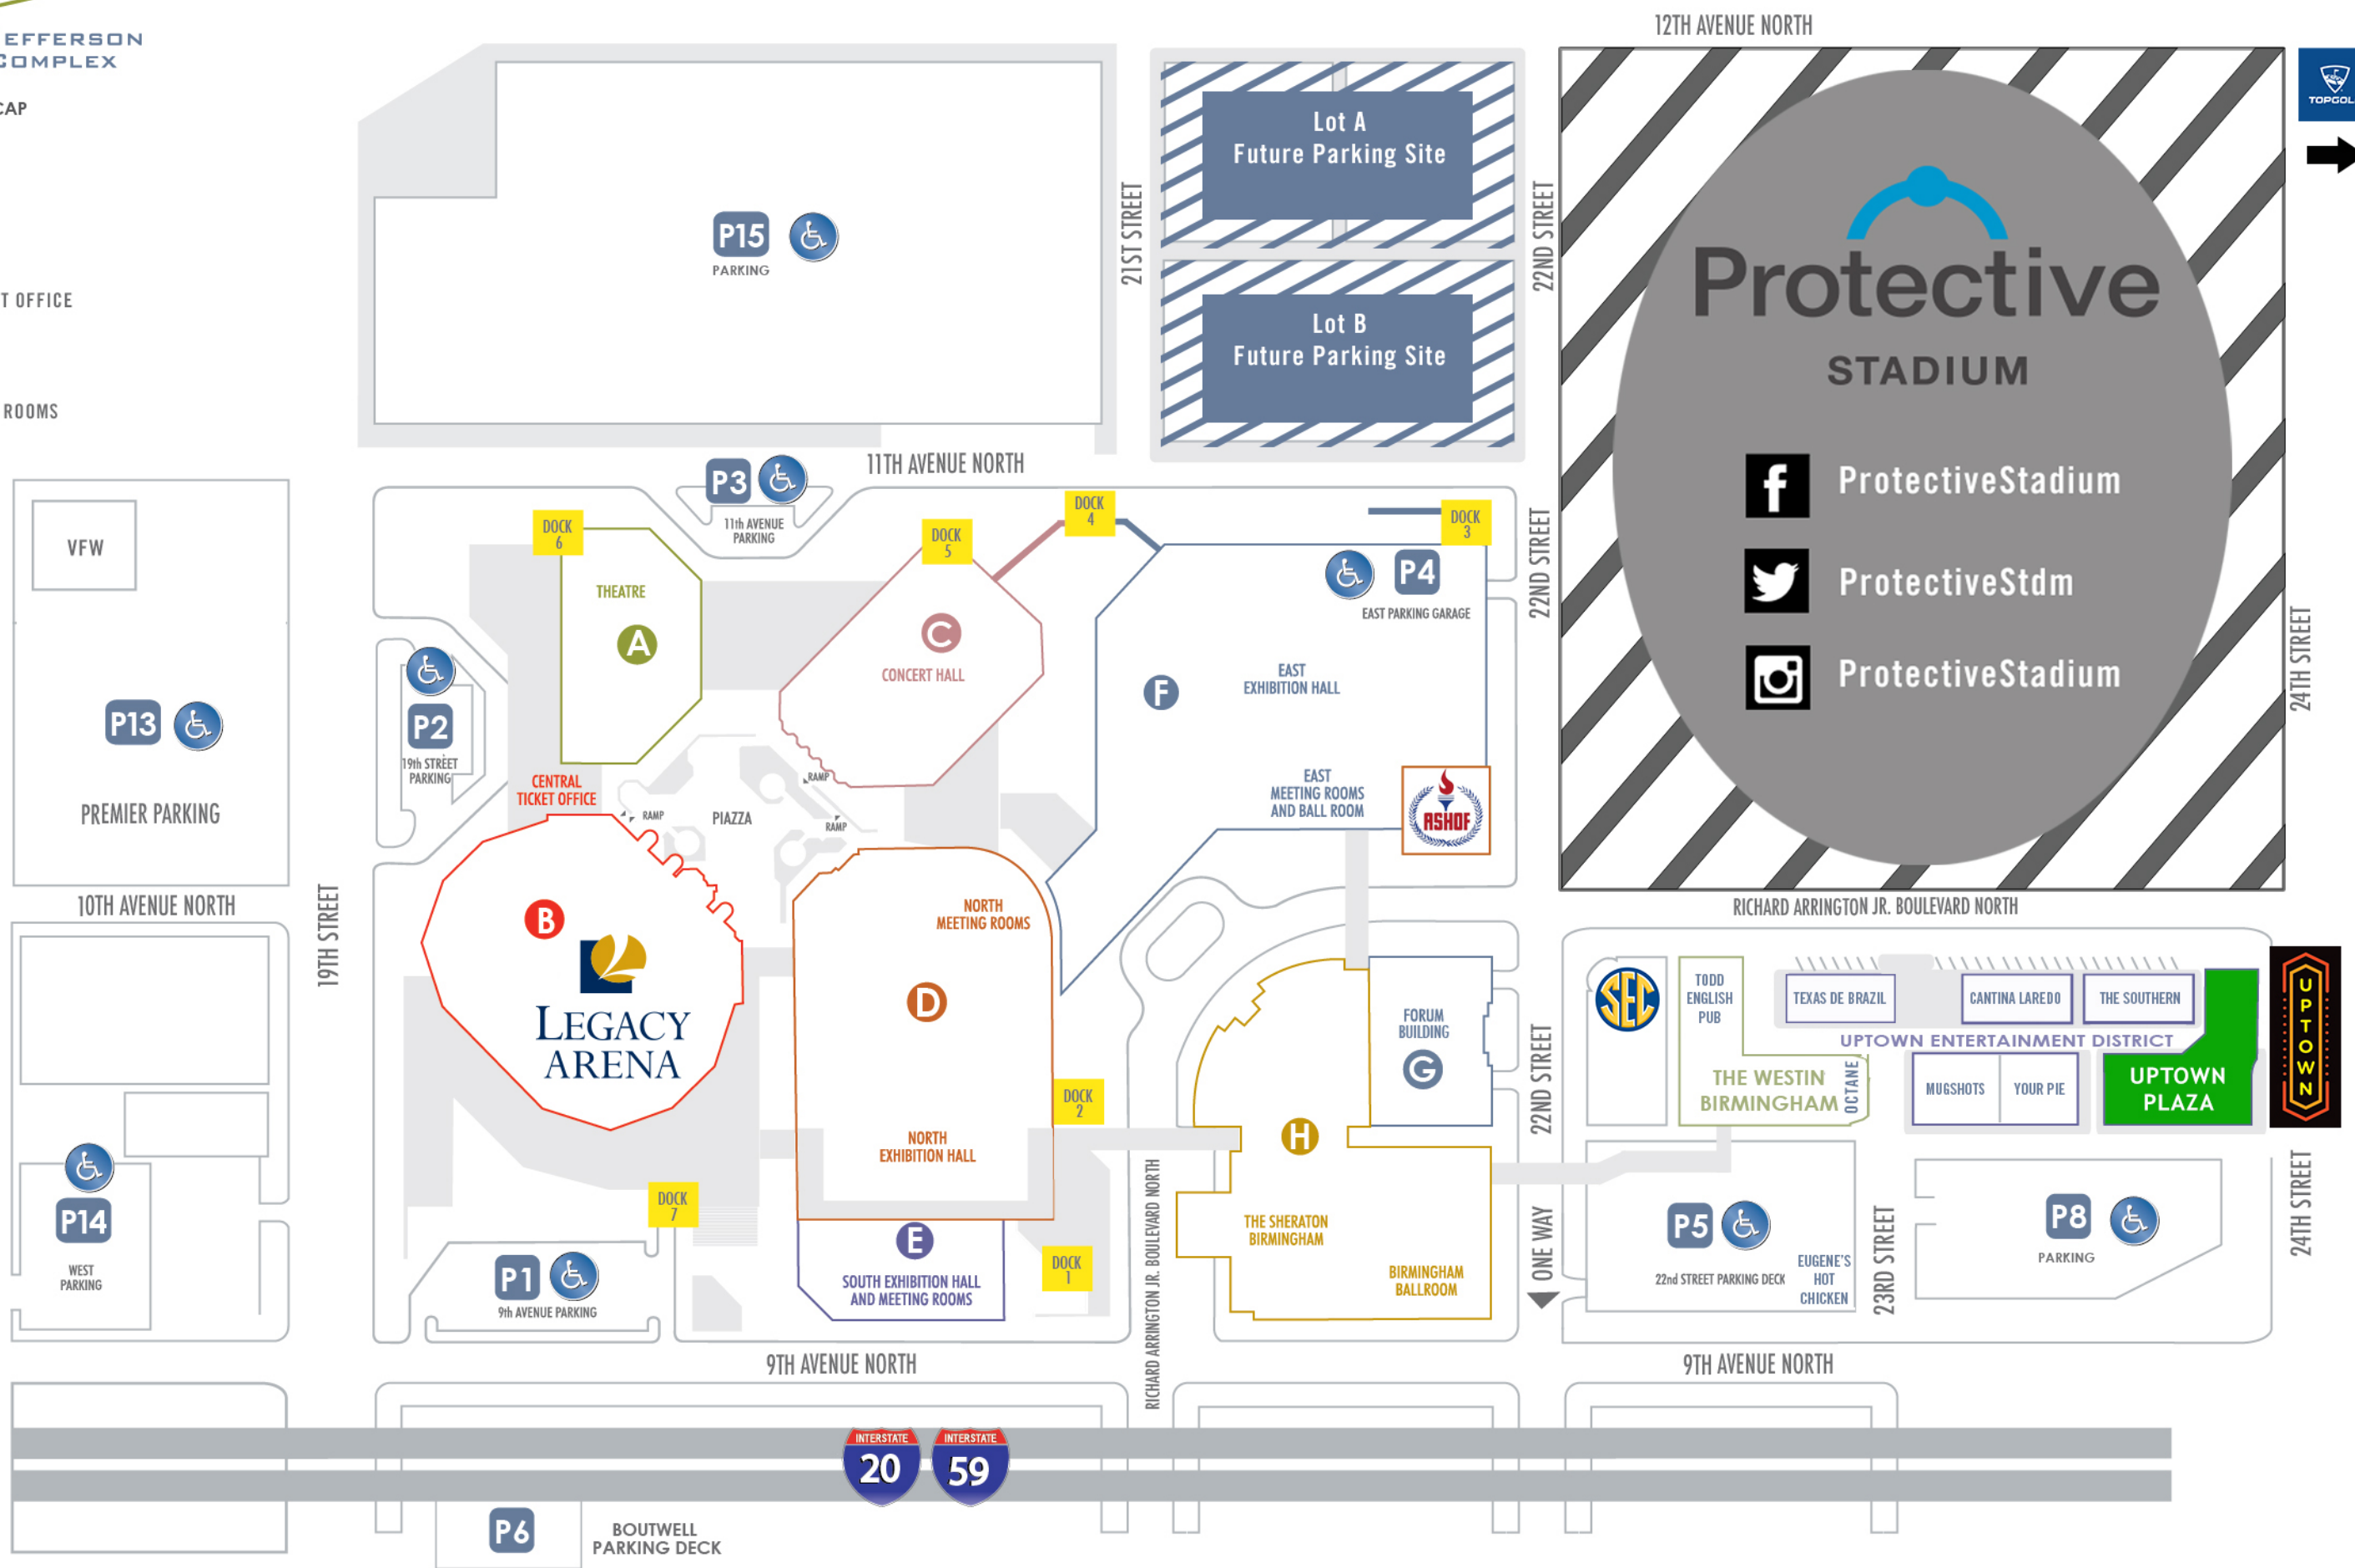 EFFERSON
COMPLEX
CAP
T OFFICE
ROOMS
12TH AVENUE NORTH
TOPGOL
P15
PARKING
21ST STREET
Lot A
Future Parking Site
Lot B
Future Parking Site
22ND STREET
Protective
STADIUM
ProtectiveStadium
ProtectiveStdm
ProtectiveStadium
24TH STREET
11TH AVENUE NORTH
P3
11th AVENUE
PARKING
VFW
P13
PREMIER PARKING
10TH AVENUE NORTH
19TH STREET
P2
19th STREET
PARKING
DOCK
6
THEATRE
A
DOCK
5
C
CONCERT HALL
DOCK
4
DOCK
3
P4
EAST PARKING GARAGE
22ND STREET
F
EAST
EXHIBITION HALL
EAST
MEETING ROOMS
AND BALL ROOM
ASHOF
CENTRAL
TICKET OFFICE
RAMP
PIAZZA
RAMP
RAMP
B
LEGACY
ARENA
NORTH
MEETING ROOMS
D
NORTH
EXHIBITION HALL
DOCK
2
DOCK
7
E
SOUTH EXHIBITION HALL
AND MEETING ROOMS
DOCK
1
P1
9th AVENUE PARKING
P14
WEST
PARKING
RICHARD ARRINGTON JR. BOULEVARD NORTH
FORUM
BUILDING
G
H
THE SHERATON
BIRMINGHAM
BIRMINGHAM
BALLROOM
22ND STREET
ONE WAY
RICHARD ARRINGTON JR. BOULEVARD NORTH
SEC
TODD
ENGLISH
PUB
TEXAS DE BRAZIL
CANTINA LAREDO
THE SOUTHERN
UPTOWN ENTERTAINMENT DISTRICT
THE WESTIN
BIRMINGHAM
OCTANE
MUGSHOTS
YOUR PIE
UPTOWN
PLAZA
UPTOWN
P5
22nd STREET PARKING DECK
EUGENE'S
HOT
CHICKEN
23RD STREET
P8
PARKING
24TH STREET
9TH AVENUE NORTH
9TH AVENUE NORTH
INTERSTATE
20
INTERSTATE
59
P6
BOUTWELL
PARKING DECK